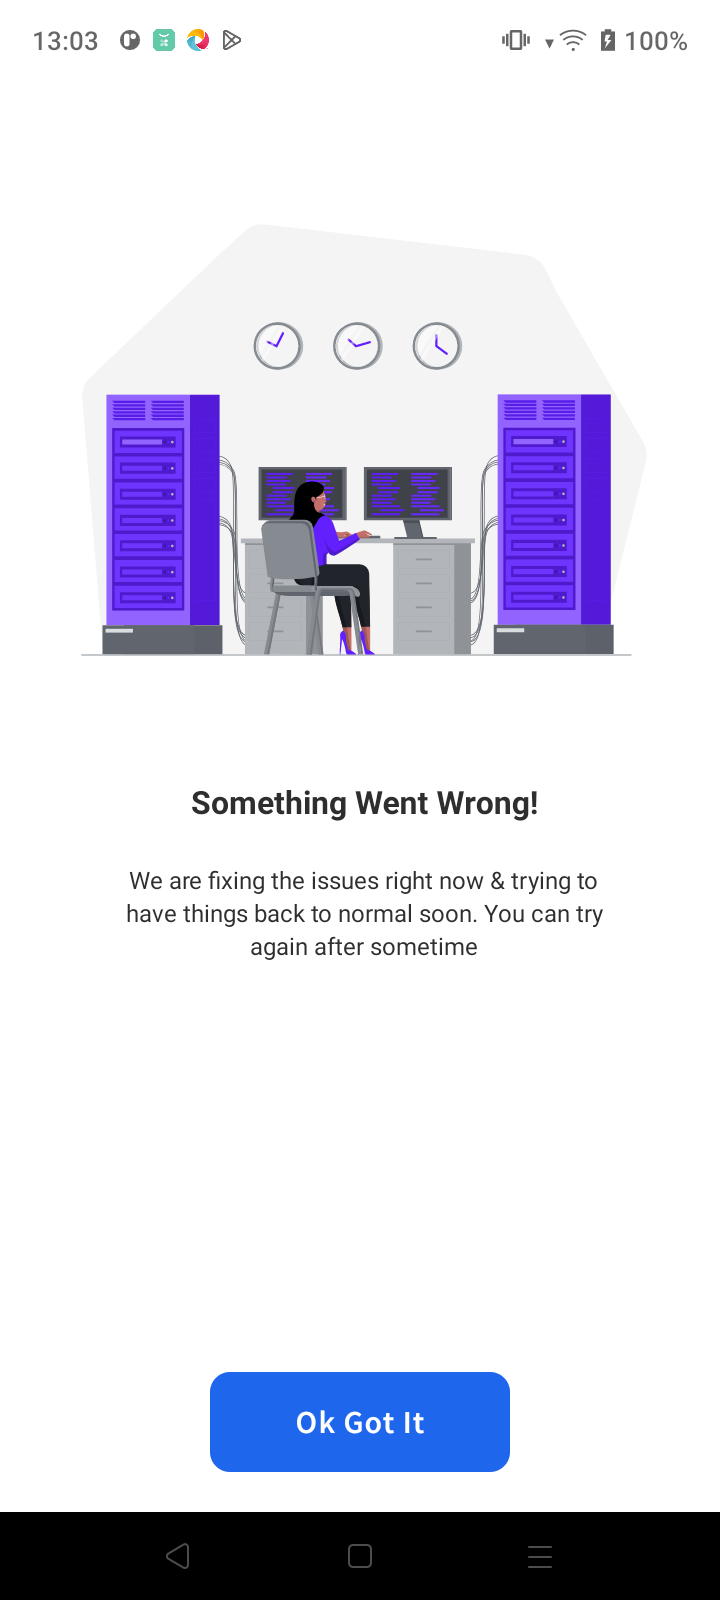 13:03
100%
Something Went Wrong!
We are fixing the issues right now & trying to
have things back to normal soon. You can try
again after sometime
Ok Got It